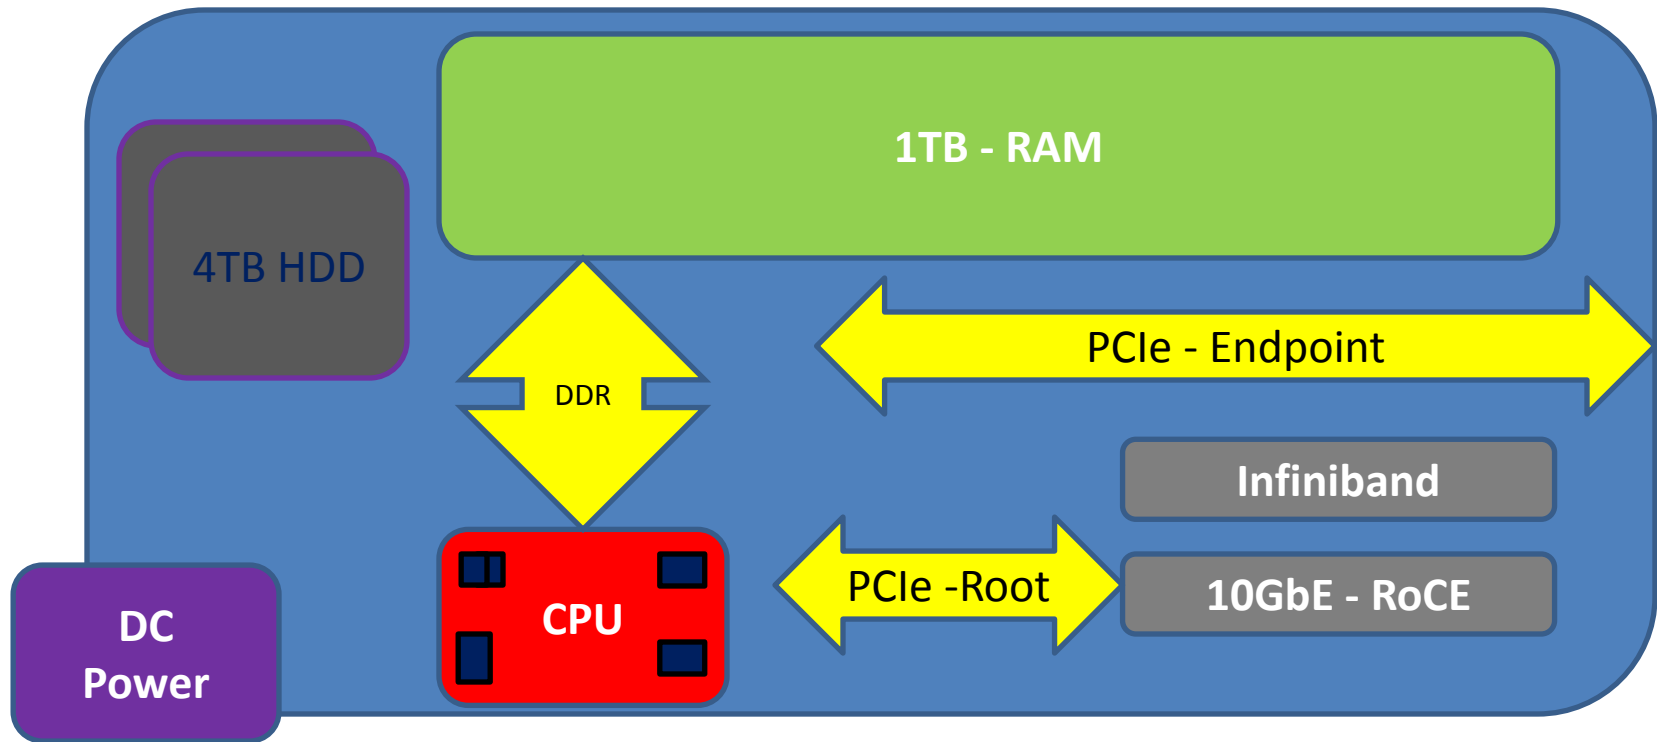 1TB - RAM
4TB HDD
PCIe - Endpoint
DDR
Infiniband
PCIe -Root
10GbE - RoCE
CPU
DC
Power